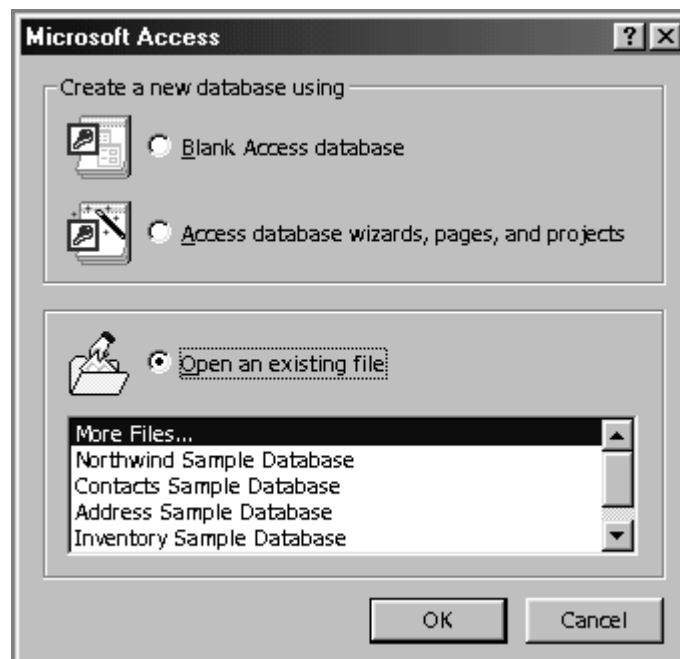 Microsoft Access
Create a new database using
Blank Access database
Access database wizards, pages, and projects
Open an existing file
More Files...
Northwind Sample Database
Contacts Sample Database
Address Sample Database
Inventory Sample Database
OK Cancel